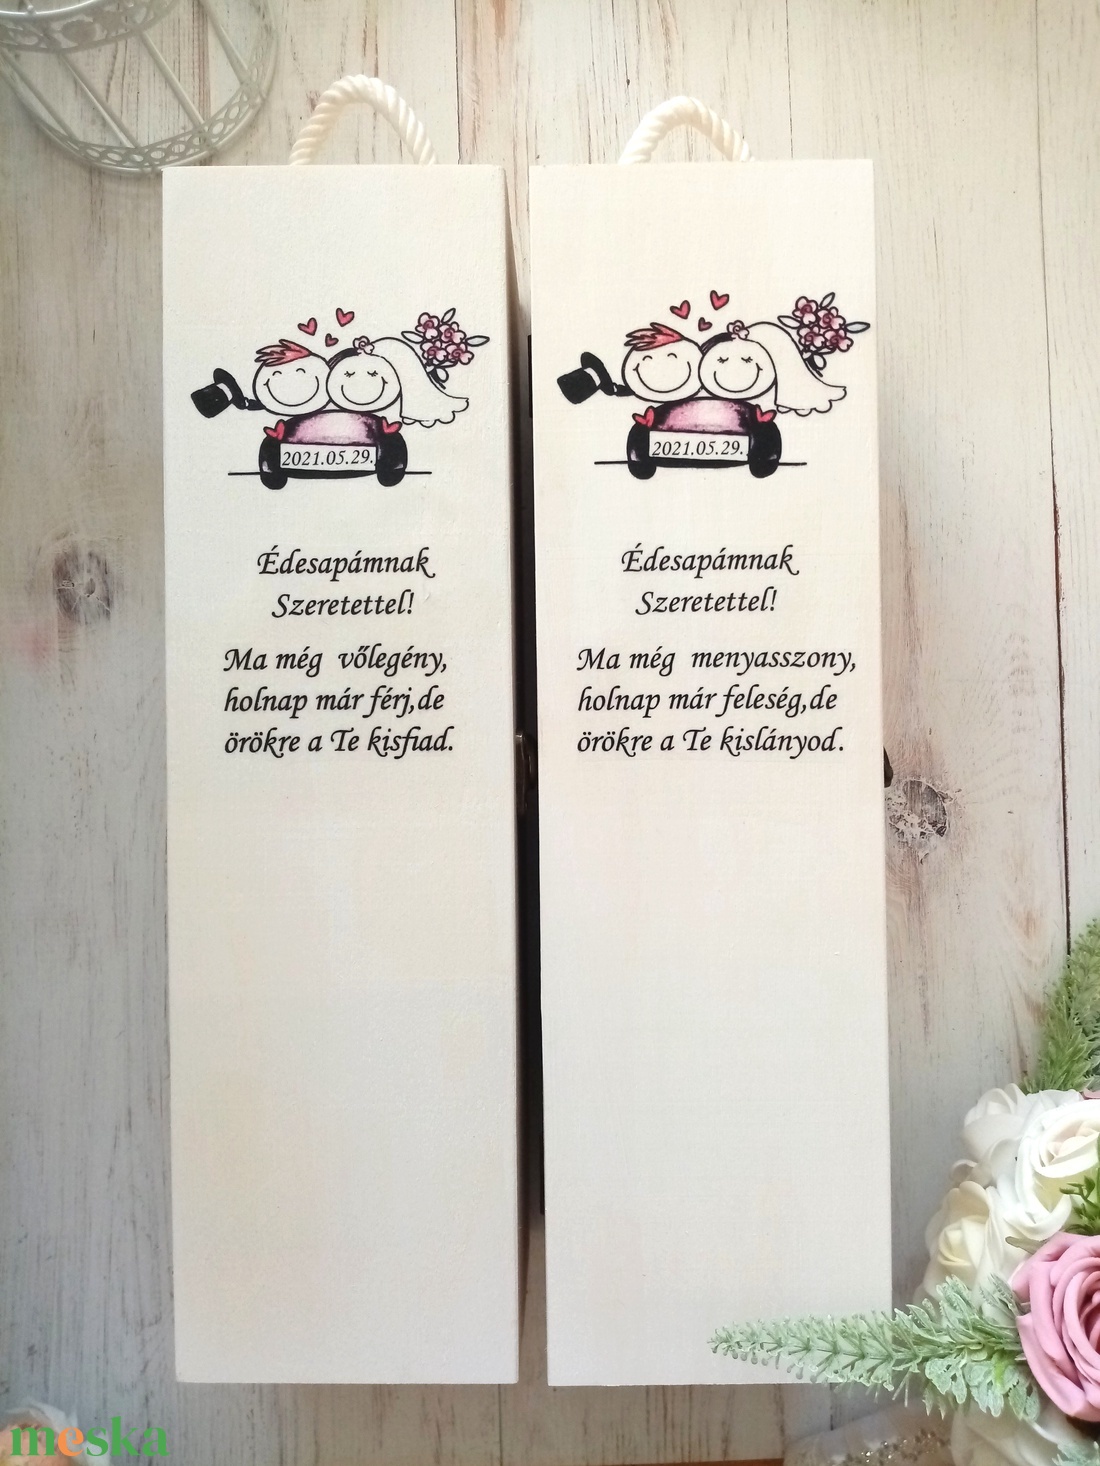 2021.05.29.
Édesapámnak
Szeretettel!
Ma még vőlegény,
holnap már férj,de
örökre a Te kisfiad.
2021.05.29.
Édesapámnak
Szeretettel!
Ma még menyasszony,
holnap már feleség,de
örökre a Te kislányod.
meska